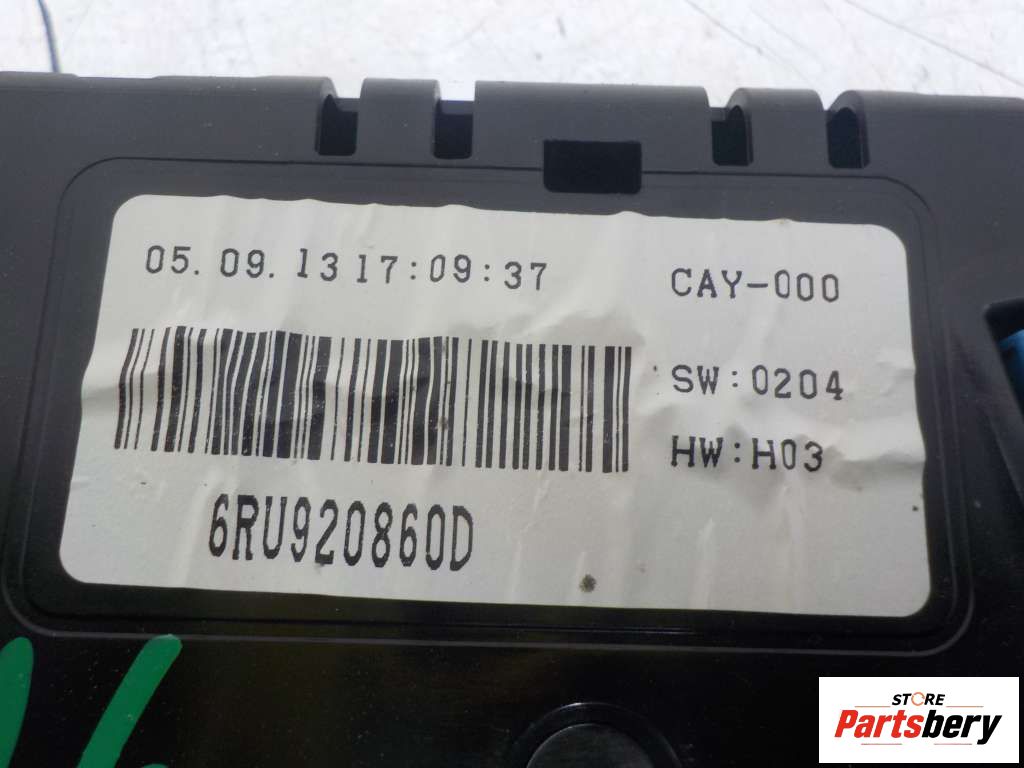 05.09.13 17:09:37 CAY-000
SW:0204
HW:H03
6RU920860D
STORE
Partsbery